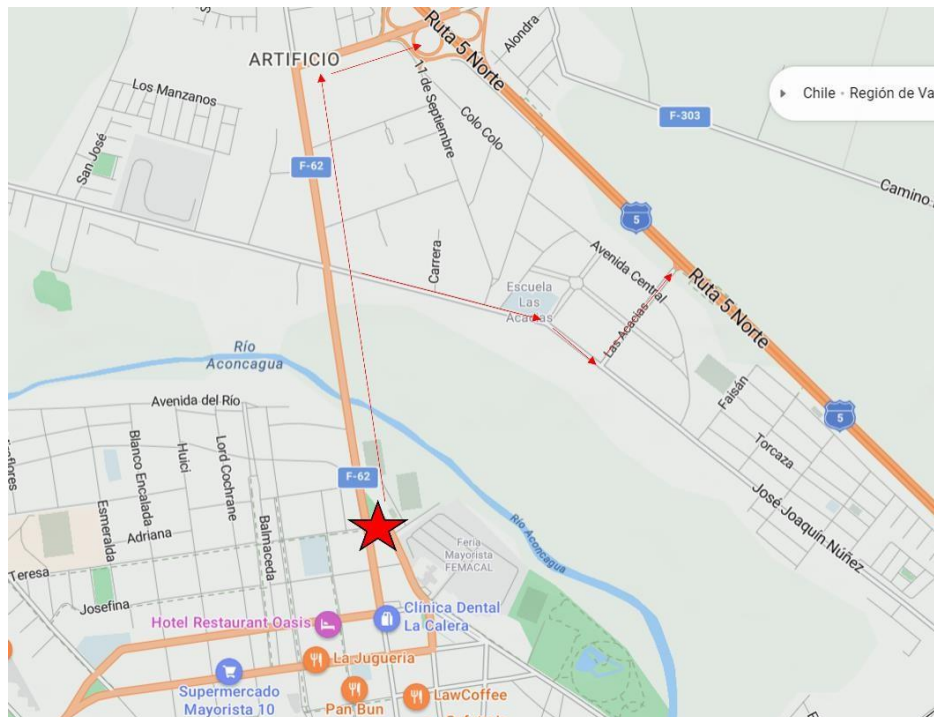 Ruta 5 Norte
Alondra
ARTIFICIO
11 de Septiembre
Los Manzanos
Colo Colo
Chile • Región de Va
F-303
San José
F-62
Camino
5
Carrera
Avenida Central
Escuela
Las
Acacias
Las Acacias
Ruta 5 Norte
Río
Aconcagua
Avenida del Río
Faisán
5
Torcaza
Blanco Encalada
Huici
Lord Cochrane
F-62
José Joaquín Núñez
Esmeralda
Adriana
Balmaceda
Río Aconcagua
Feria
Mayorista
FEMACAL
Teresa
Josefina
Hotel Restaurant Oasis
Clínica Dental
La Calera
La Jugueria
Supermercado
Mayorista 10
Pan Bun
LawCoffee